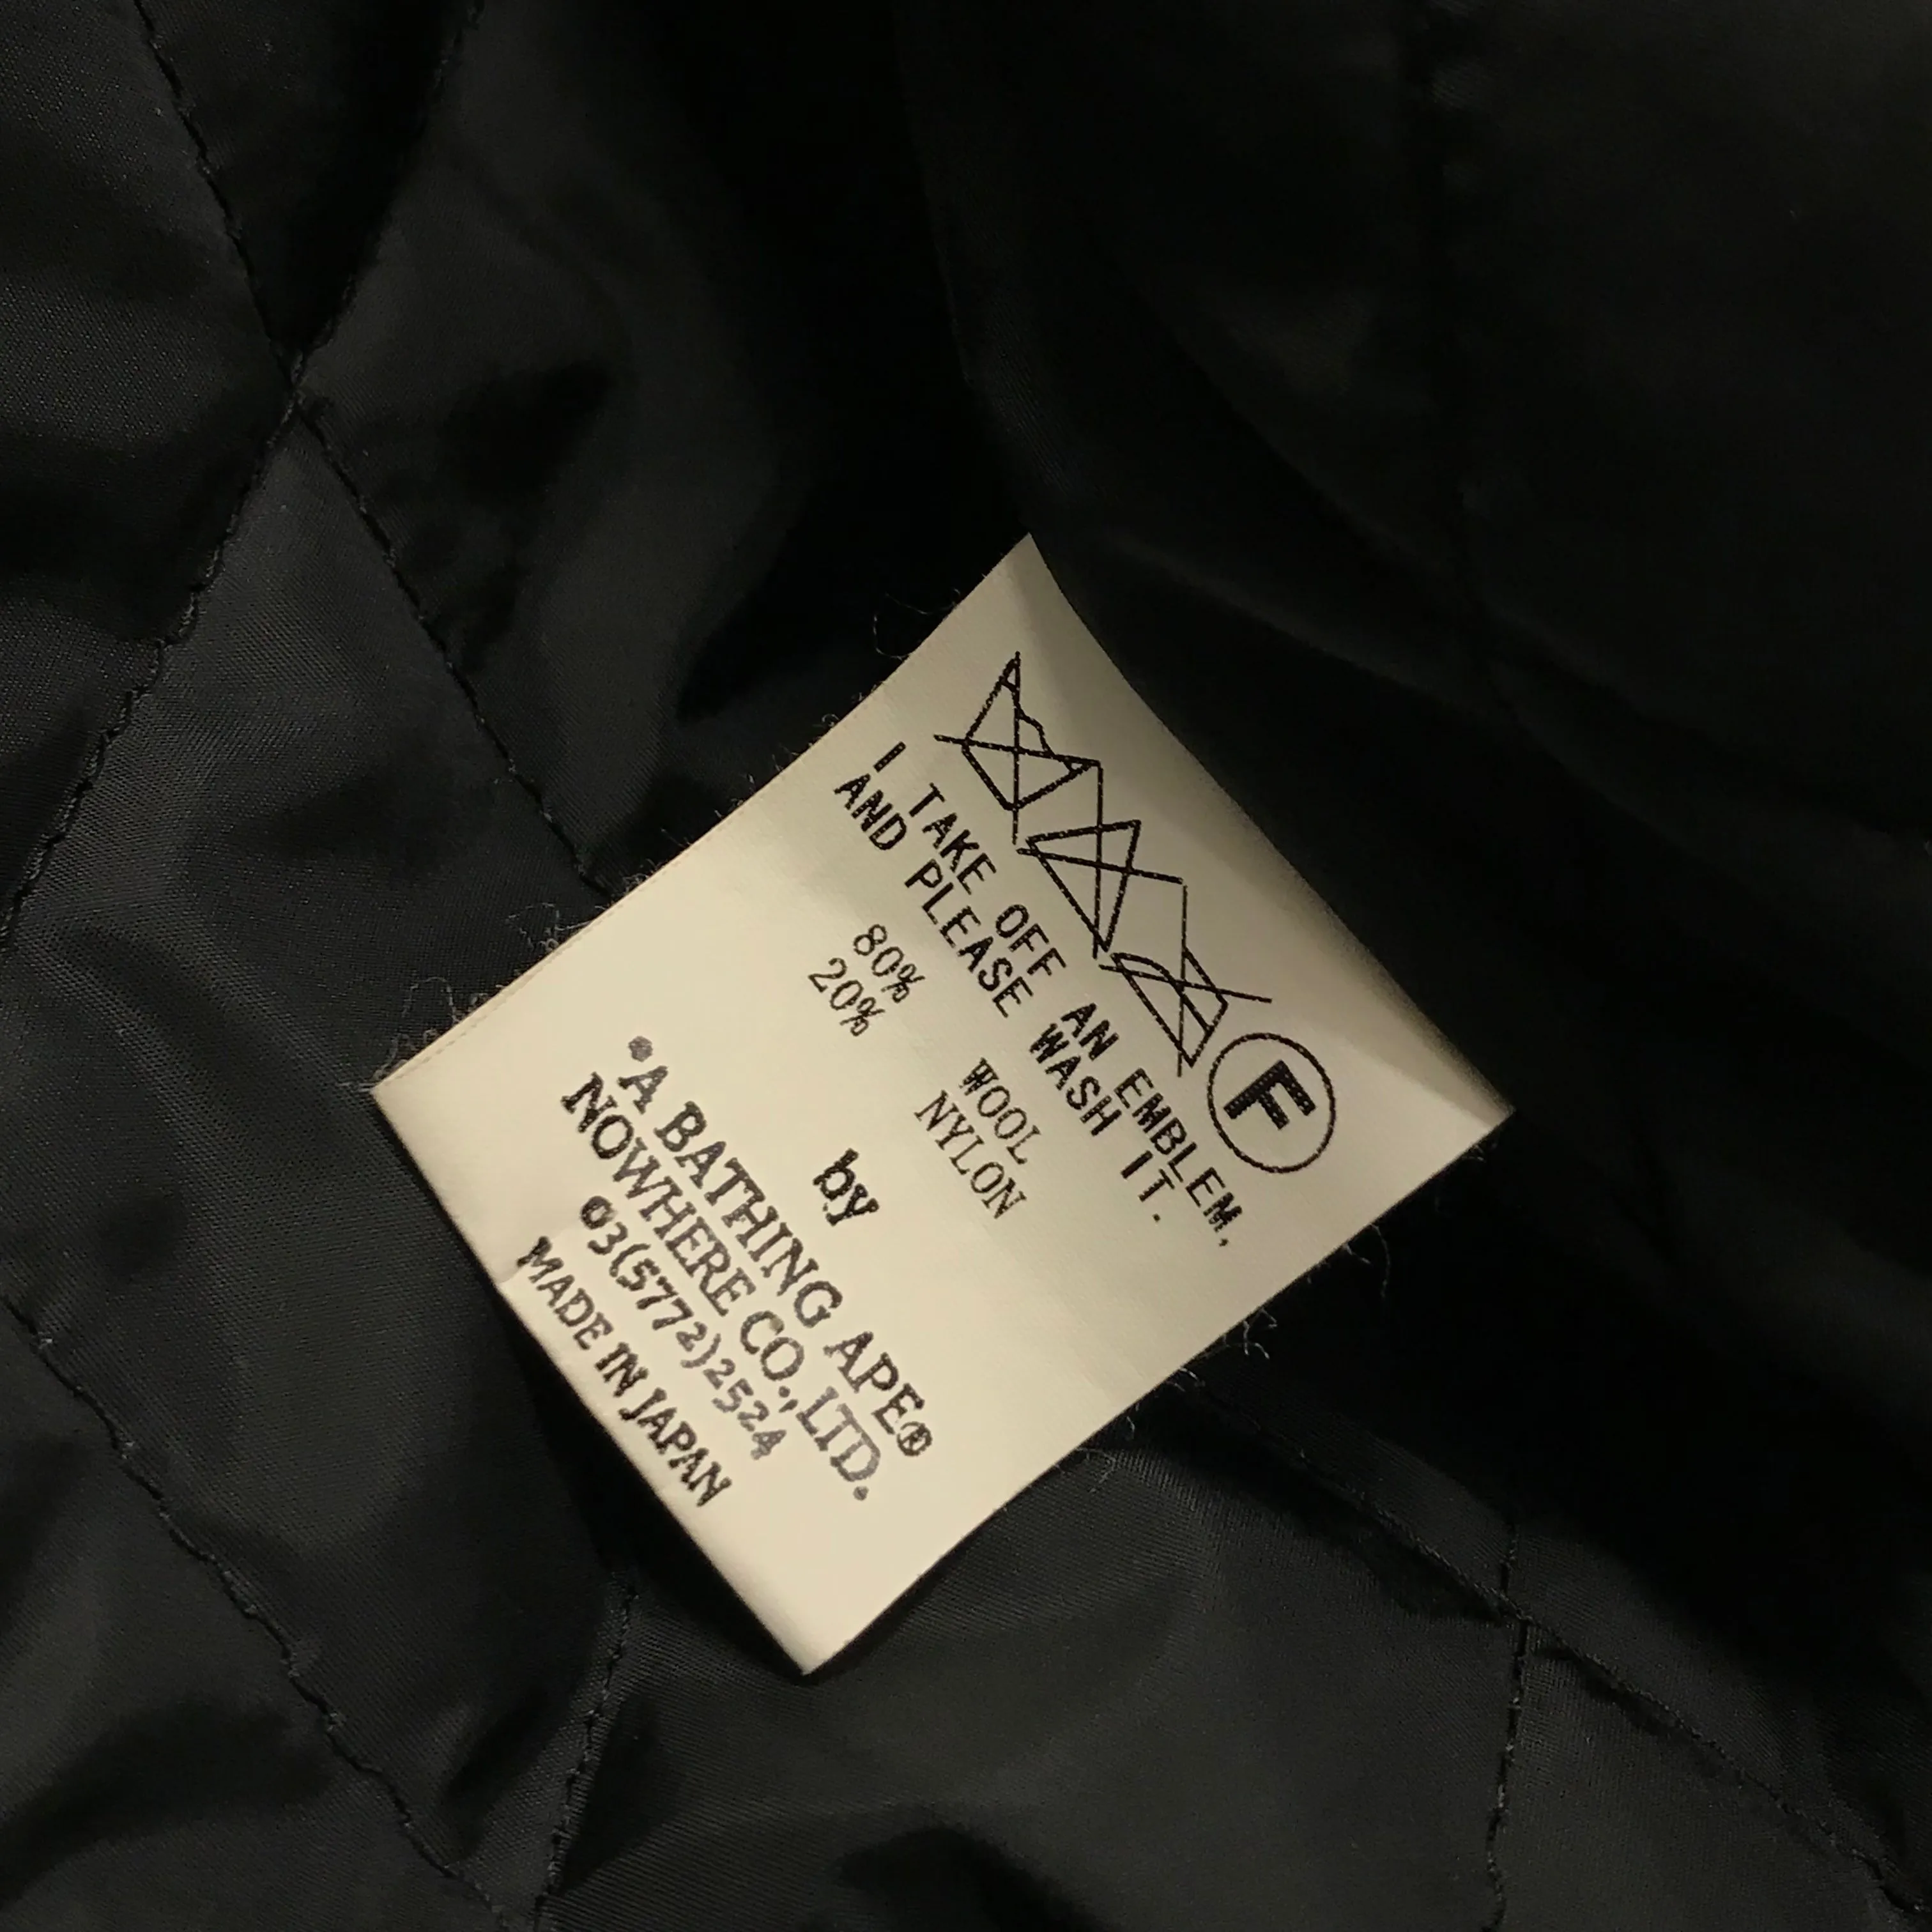 F
I TAKE OFF AN EMBLEM,
AND PLEASE WASH IT.
80% WOOL
20% NYLON
by
•A BATHING APE®
NOWHERE CO., LTD.
03(5772)2524
MADE IN JAPAN